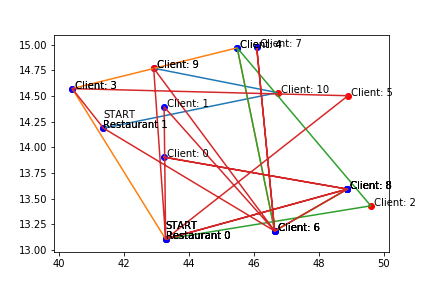 15.00
14.75
14.50
14.25
14.00
13.75
13.50
13.25
13.00
40
42
44
46
48
50
Client: 4
Client: 7
Client: 9
Client: 3
Client: 10
Client: 5
Client: 1
START
Restaurant 1
Client: 0
Client: 8
Client: 2
START
Restaurant 0
Client: 6